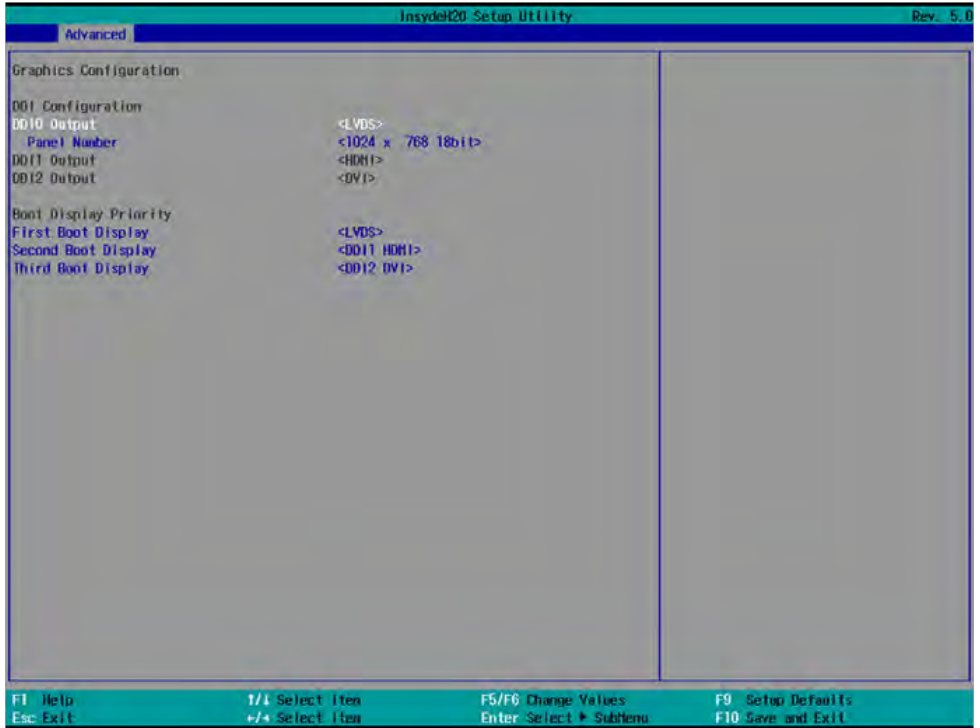 InsydeH20 Setup Utility Rev. 5.0
Advanced
Graphics Configuration
DDI Configuration
DDI0 Output <LVDS>
Panel Number <1024 x 768 18bit>
DDI1 Output <HDMI>
DDI2 Output <DVI>
Boot Display Priority
First Boot Display <LVDS>
Second Boot Display <DDI1 HDMI>
Third Boot Display <DDI2 DVI>
F1 Help ↑/↓ Select Item F5/F6 Change Values F9 Setup Defaults
Esc Exit ←/→ Select Item Enter Select ▶ SubMenu F10 Save and Exit